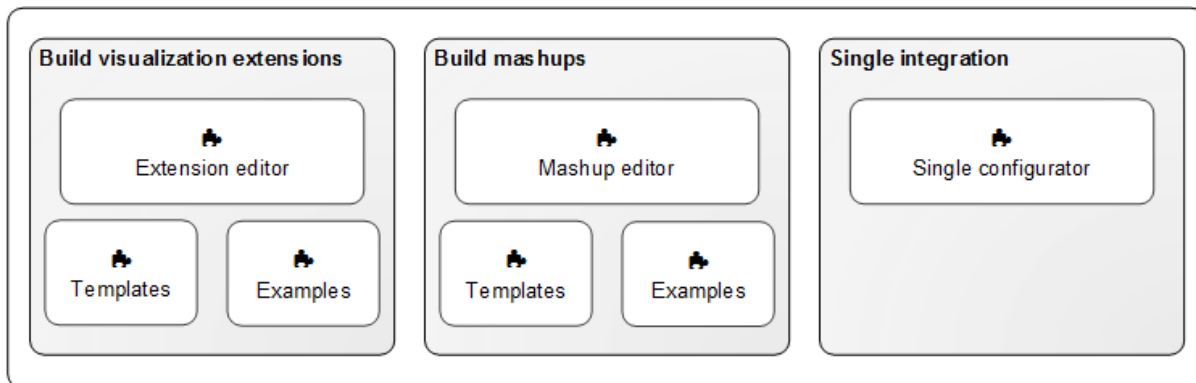 Build visualization extensions
Extension editor
Templates
Examples
Build mashups
Mashup editor
Templates
Examples
Single integration
Single configurator